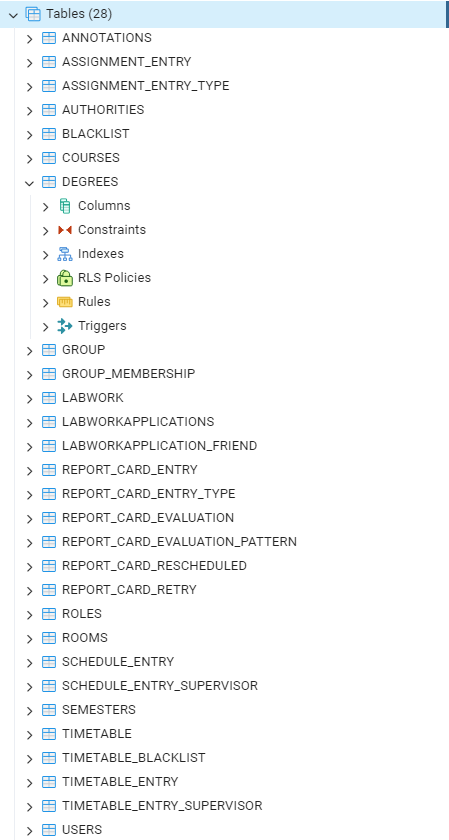 Tables (28)
ANNOTATIONS
ASSIGNMENT_ENTRY
ASSIGNMENT_ENTRY_TYPE
AUTHORITIES
BLACKLIST
COURSES
DEGREES
Columns
Constraints
Indexes
RLS Policies
Rules
Triggers
GROUP
GROUP_MEMBERSHIP
LABWORK
LABWORKAPPLICATIONS
LABWORKAPPLICATION_FRIEND
REPORT_CARD_ENTRY
REPORT_CARD_ENTRY_TYPE
REPORT_CARD_EVALUATION
REPORT_CARD_EVALUATION_PATTERN
REPORT_CARD_RESCHEDULED
REPORT_CARD_RETRY
ROLES
ROOMS
SCHEDULE_ENTRY
SCHEDULE_ENTRY_SUPERVISOR
SEMESTERS
TIMETABLE
TIMETABLE_BLACKLIST
TIMETABLE_ENTRY
TIMETABLE_ENTRY_SUPERVISOR
USERS